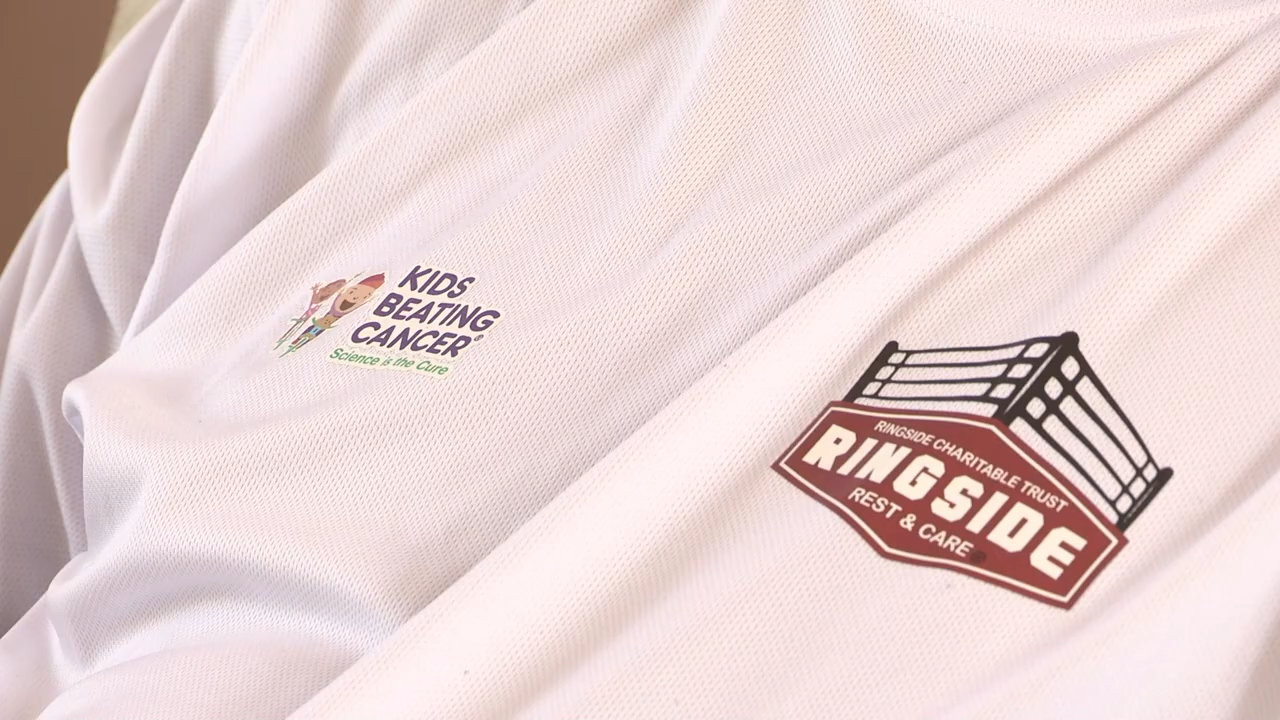 KIDS
BEATING
CANCER®
Science is the Cure
RINGSIDE CHARITABLE TRUST
RINGSIDE
REST & CARE